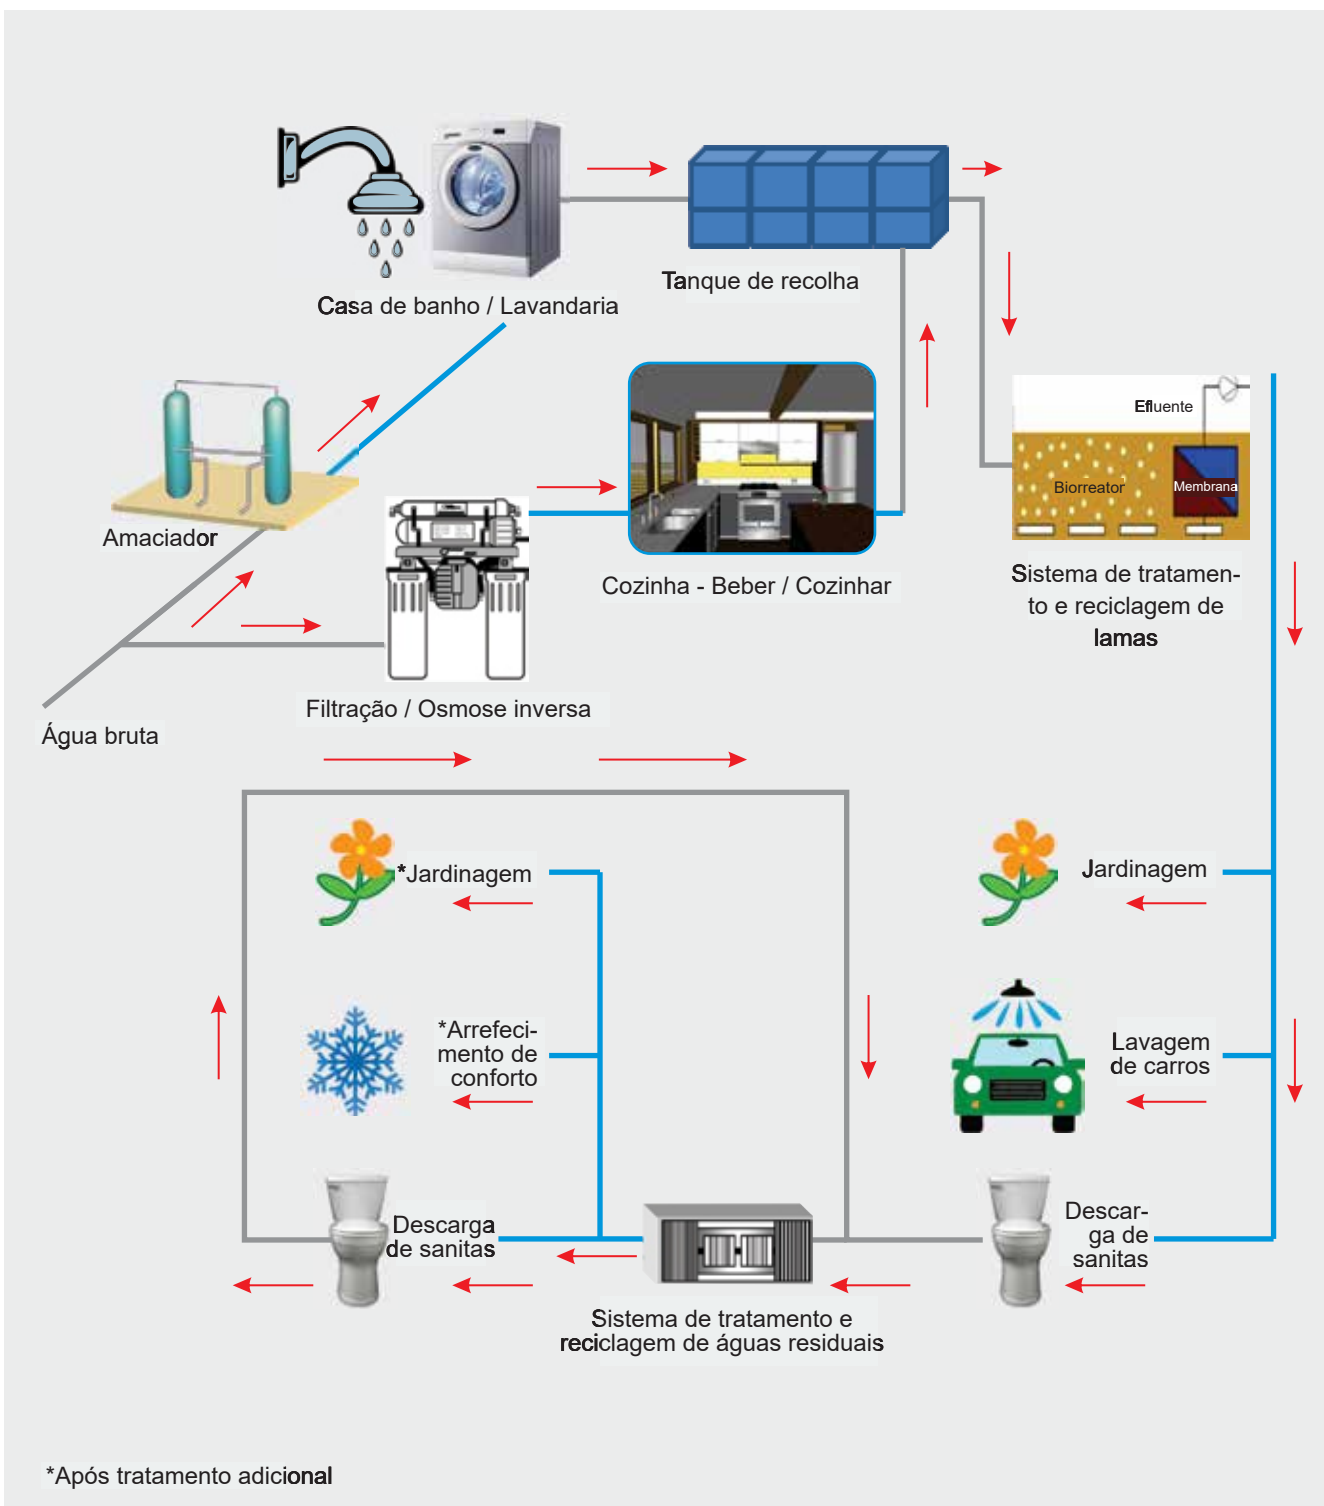 Casa de banho / Lavandaria
Tanque de recolha
Efluente
Biorreator
Membrana
Amaciador
Cozinha - Beber / Cozinhar
Sistema de tratamen-
to e reciclagem de
lamas
Filtração / Osmose inversa
Água bruta
*Jardinagem
Jardinagem
*Arrefeci-
mento de
conforto
Lavagem
de carros
Descarga
de sanitas
Descar-
ga de
sanitas
Sistema de tratamento e
reciclagem de águas residuais
*Após tratamento adicional